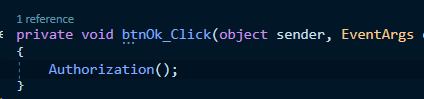 1 reference
private void btnOk_Click(object sender, EventArgs
{
Authorization();
}